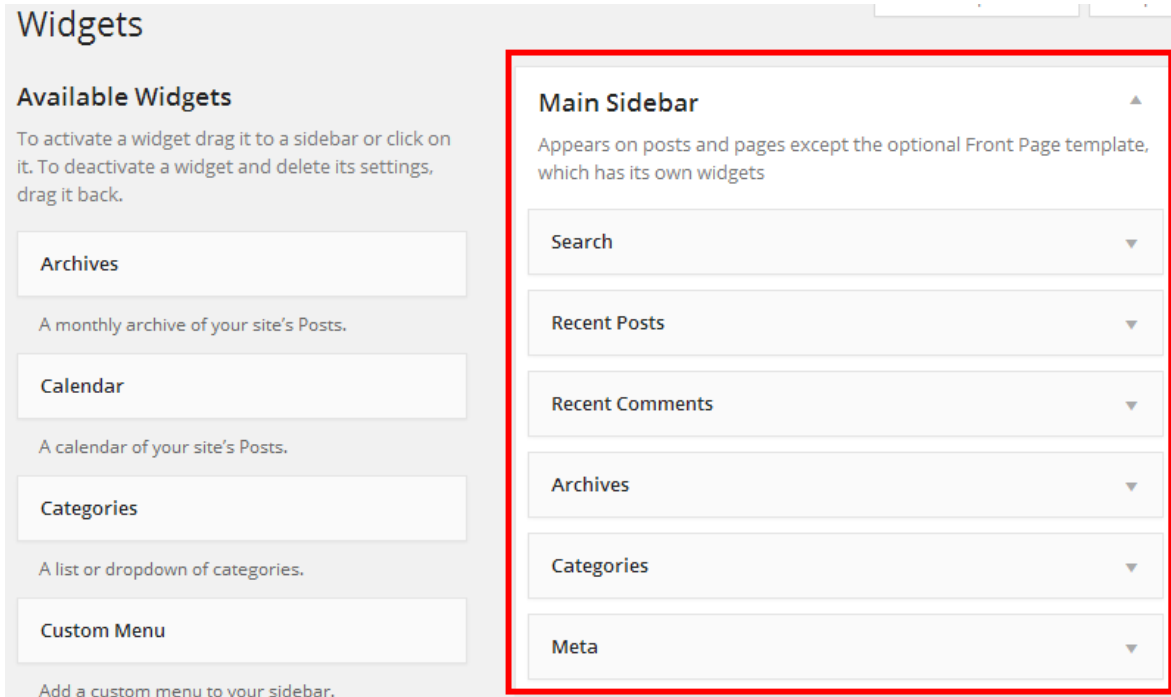 Widgets
Available Widgets
To activate a widget drag it to a sidebar or click on
it. To deactivate a widget and delete its settings,
drag it back.
Archives
A monthly archive of your site's Posts.
Calendar
A calendar of your site's Posts.
Categories
A list or dropdown of categories.
Custom Menu
Add a custom menu to your sidebar.
Main Sidebar
Appears on posts and pages except the optional Front Page template,
which has its own widgets
Search
Recent Posts
Recent Comments
Archives
Categories
Meta